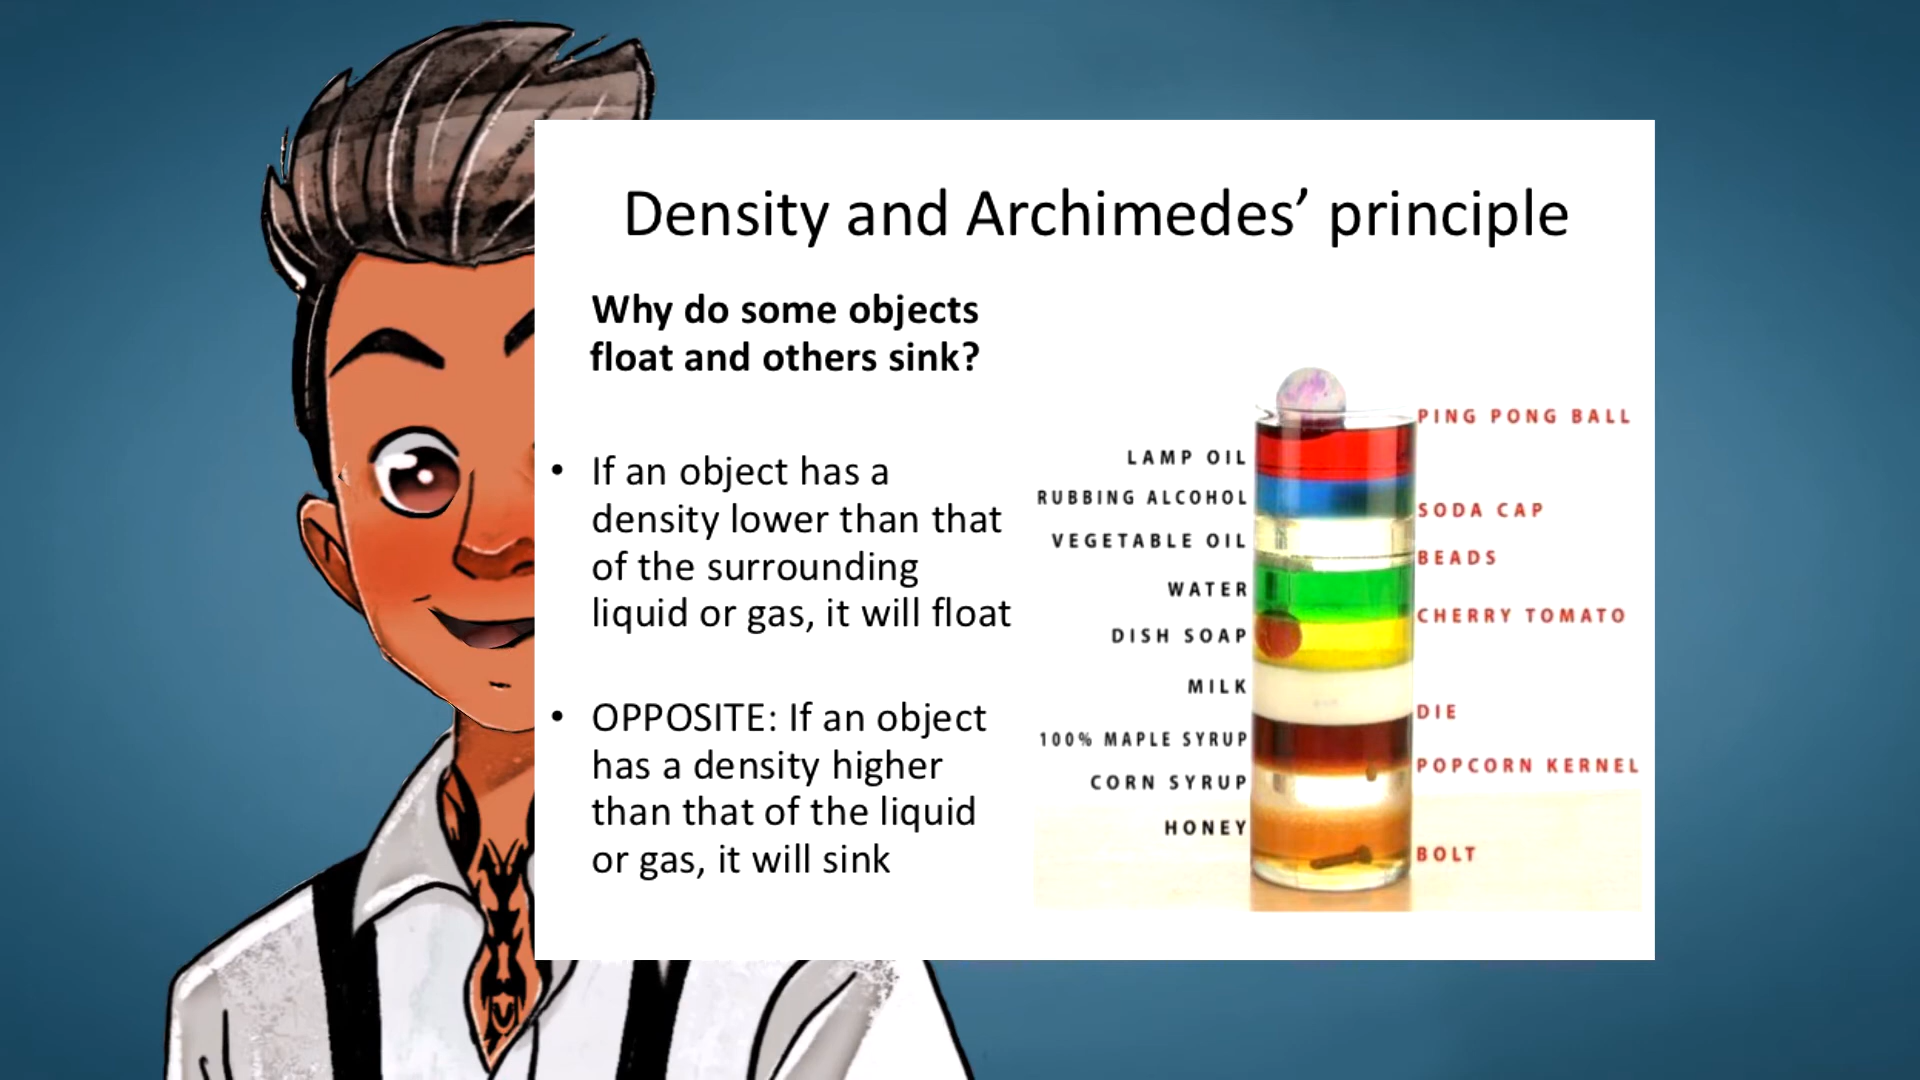 Density and Archimedes’ principle
Why do some objects
float and others sink?
• If an object has a
density lower than that
of the surrounding
liquid or gas, it will float
• OPPOSITE: If an object
has a density higher
than that of the liquid
or gas, it will sink
LAMP OIL
RUBBING ALCOHOL
VEGETABLE OIL
WATER
DISH SOAP
MILK
100% MAPLE SYRUP
CORN SYRUP
HONEY
PING PONG BALL
SODA CAP
BEADS
CHERRY TOMATO
DIE
POPCORN KERNEL
BOLT